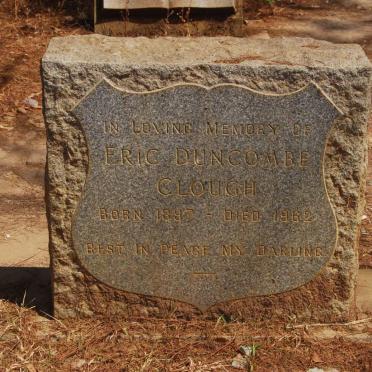 IN LOVING MEMORY OF
ERIC DUNCOMBE
CLOUGH
BORN 1897 - DIED 1962
REST IN PEACE MY DARLING